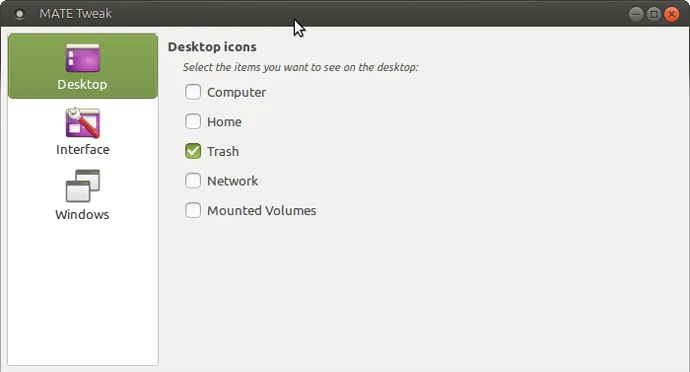 MATE Tweak
Desktop
Interface
Windows
Desktop icons
Select the items you want to see on the desktop:
Computer
Home
Trash
Network
Mounted Volumes